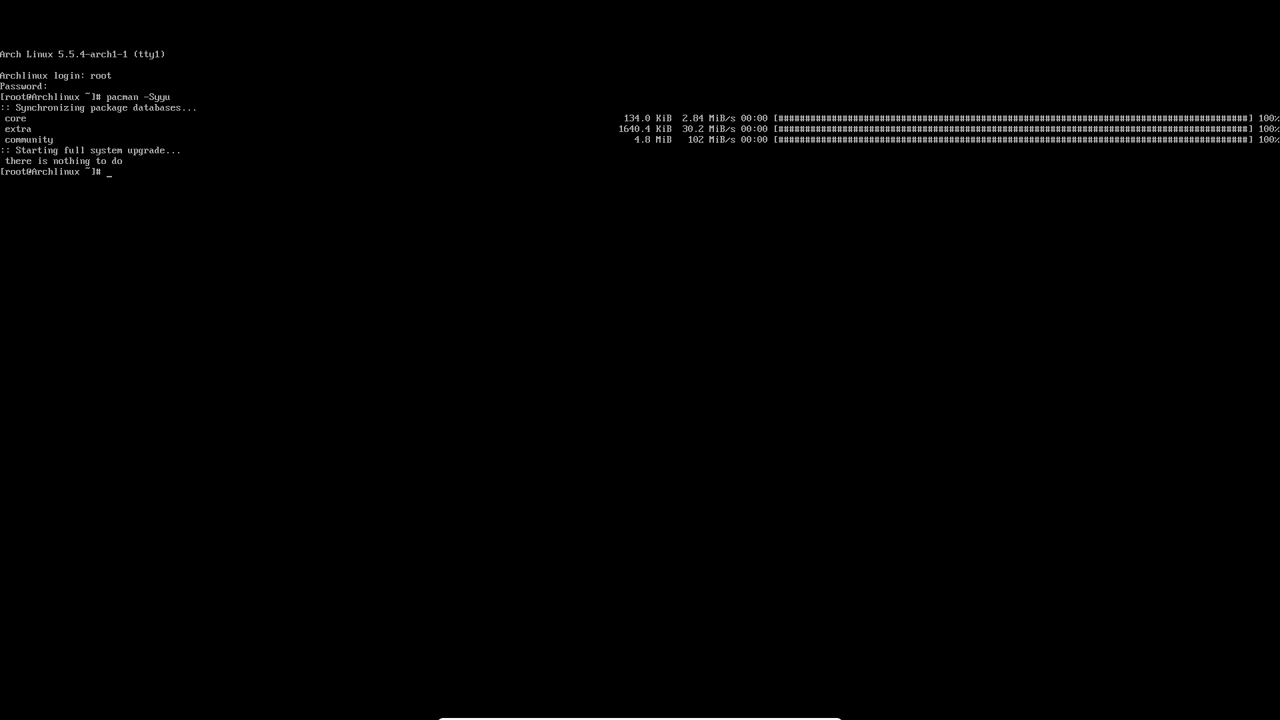 Arch Linux 5.5.4-arch1-1 (tty1)
Archlinux login: root
Password:
[root@Archlinux ~]# pacman -Syyu
:: Synchronizing package databases...
core 134.0 KiB 2.84 MiB/s 00:00 [##########################################################################################] 100%
extra 1640.4 KiB 30.2 MiB/s 00:00 [##########################################################################################] 100%
community 4.8 MiB 102 MiB/s 00:00 [##########################################################################################] 100%
:: Starting full system upgrade...
there is nothing to do
[root@Archlinux ~]# _